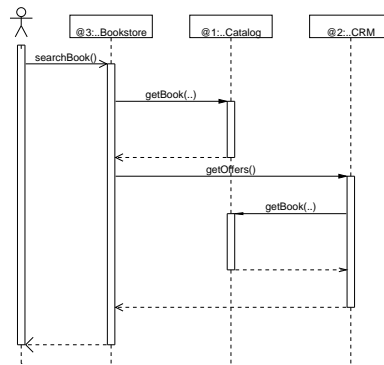 @3:..Bookstore
@1:..Catalog
@2:..CRM
searchBook()
getBook(..)
getOffers()
getBook(..)